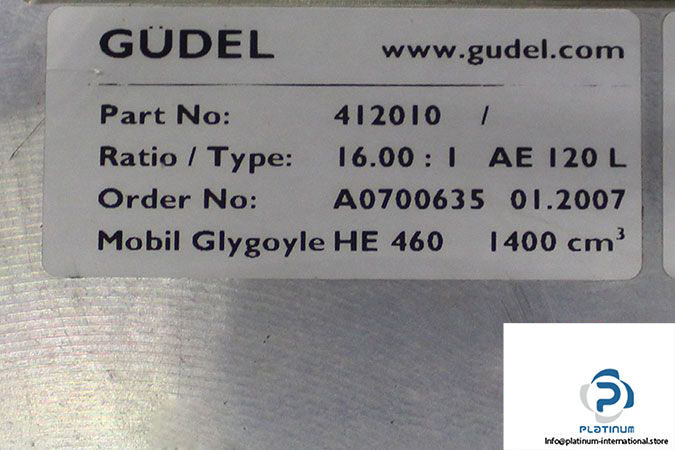 GÜDEL www.gudel.com
Part No: 412010 /
Ratio / Type: 16.00 : 1 AE 120 L
Order No: A0700635 01.2007
Mobil Glygoyle HE 460 1400 cm³
PLATINUM
Info@platinum-international.store